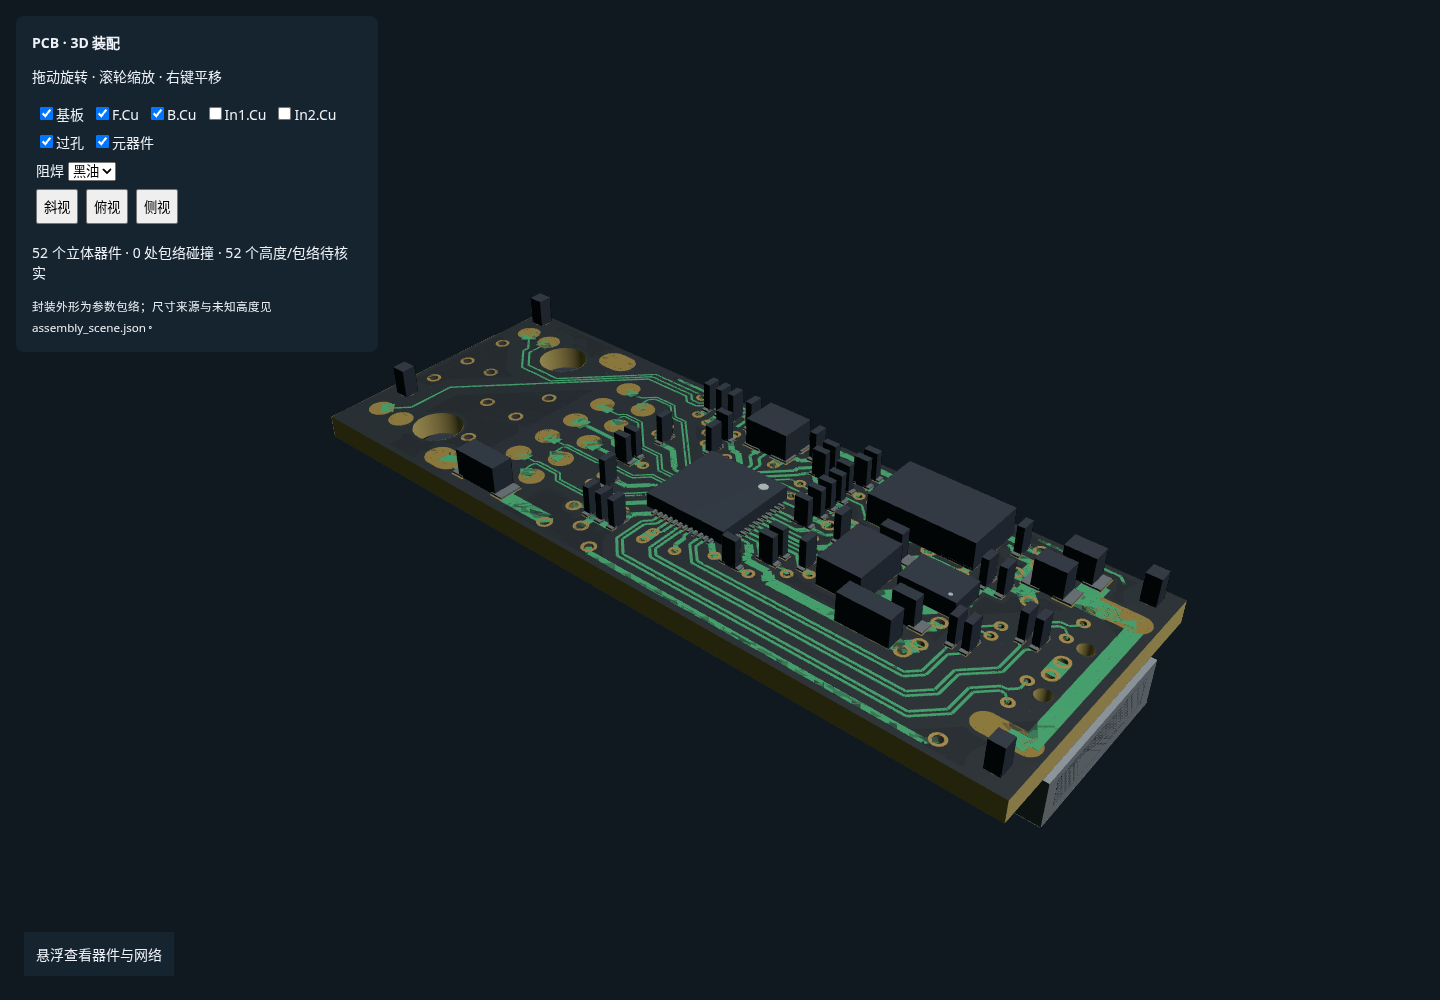 PCB · 3D 装配
拖动旋转 · 滚轮缩放 · 右键平移
基板 F.Cu B.Cu In1.Cu In2.Cu
过孔 元器件
阻焊 黑油
斜视 俯视 侧视
52 个立体器件 · 0 处包络碰撞 · 52 个高度/包络待核
实
封装外形为参数包络；尺寸来源与未知高度见
assembly_scene.json。
悬浮查看器件与网络